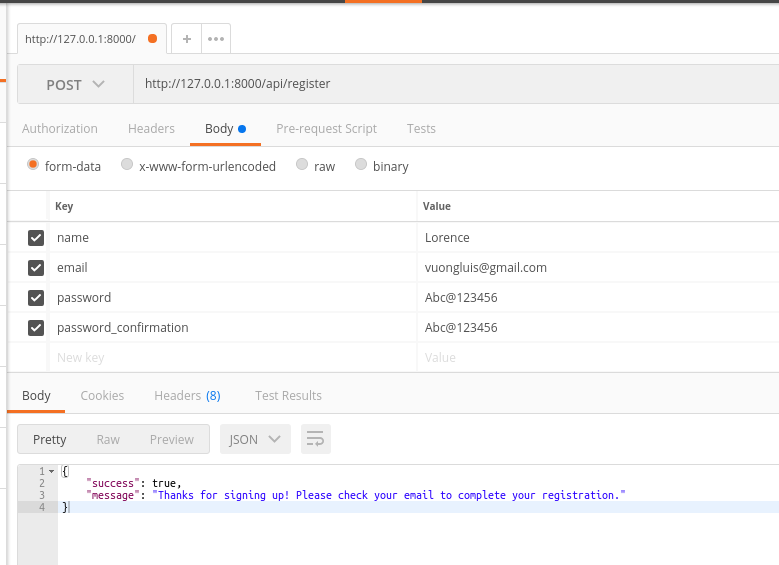 http://127.0.0.1:8000/ + •••
POST http://127.0.0.1:8000/api/register
Authorization Headers Body Pre-request Script Tests
form-data x-www-form-urlencoded raw binary
Key Value
name Lorence
email vuongluis@gmail.com
password Abc@123456
password_confirmation Abc@123456
New key Value
Body Cookies Headers (8) Test Results
Pretty Raw Preview JSON
1 {
2 "success": true,
3 "message": "Thanks for signing up! Please check your email to complete your registration."
4 }